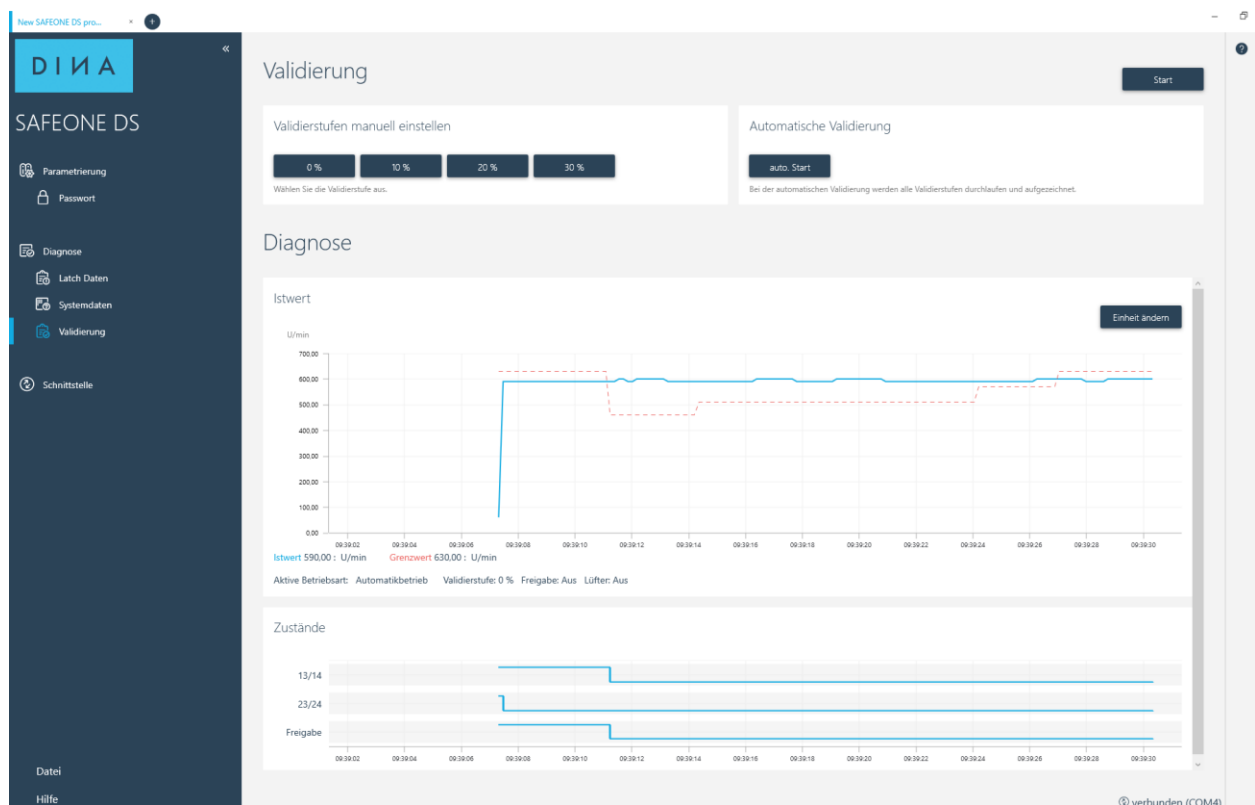 New SAFEONE DS pro...
DINA
SAFEONE DS
Parametrierung
Passwort
Diagnose
Latch Daten
Systemdaten
Validierung
Schnittstelle
Datei
Hilfe
Validierung
Start
Validierstufen manuell einstellen
0 % 10 % 20 % 30 %
Wählen Sie die Validierstufe aus.
Automatische Validierung
auto. Start
Bei der automatischen Validierung werden alle Validierstufen durchlaufen und aufgezeichnet.
Diagnose
Istwert
Einheit ändern
U/min
700,00
600,00
500,00
400,00
300,00
200,00
100,00
0,00
09:39:02 09:39:04 09:39:06 09:39:08 09:39:10 09:39:12 09:39:14 09:39:16 09:39:18 09:39:20 09:39:22 09:39:24 09:39:26 09:39:28 09:39:30
Istwert 590,00 : U/min Grenzwert 630,00 : U/min
Aktive Betriebsart: Automatikbetrieb Validierstufe: 0 % Freigabe: Aus Lüfter: Aus
Zustände
13/14
23/24
Freigabe
09:39:02 09:39:04 09:39:06 09:39:08 09:39:10 09:39:12 09:39:14 09:39:16 09:39:18 09:39:20 09:39:22 09:39:24 09:39:26 09:39:28 09:39:30
verbunden (COM4)